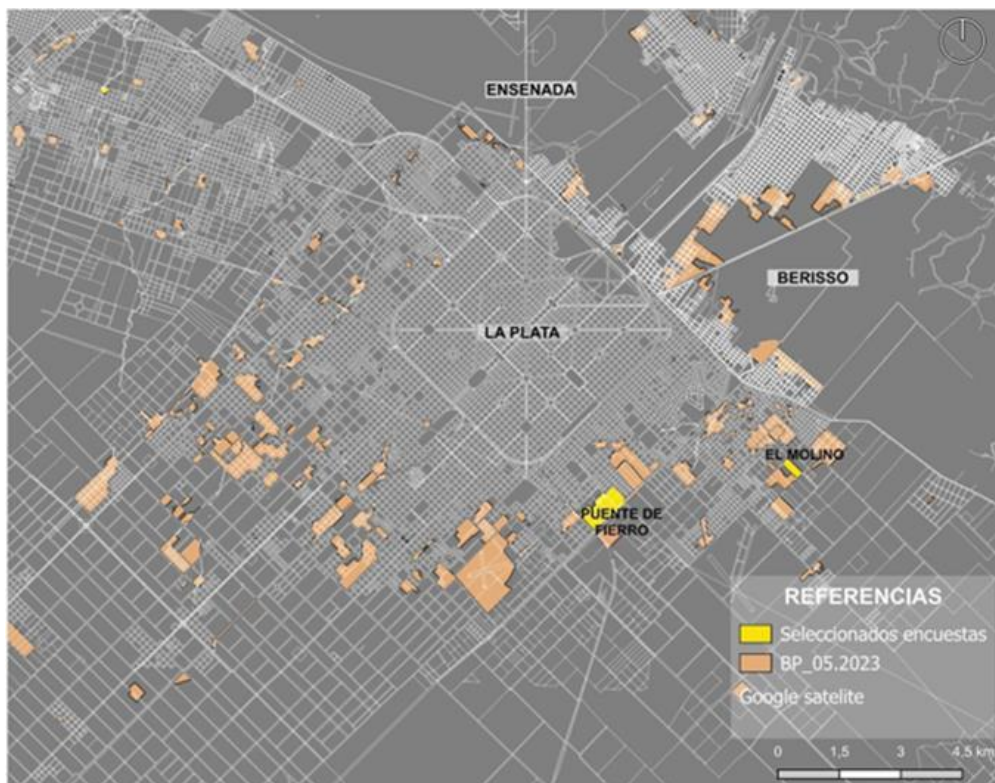 ENSENADA
BERISSO
LA PLATA
EL MOLINO
PUENTE DE
FIERRO
REFERENCIAS
Seleccionados encuestas
BP_05.2023
Google satelite
0 1,5 3 4.5 km